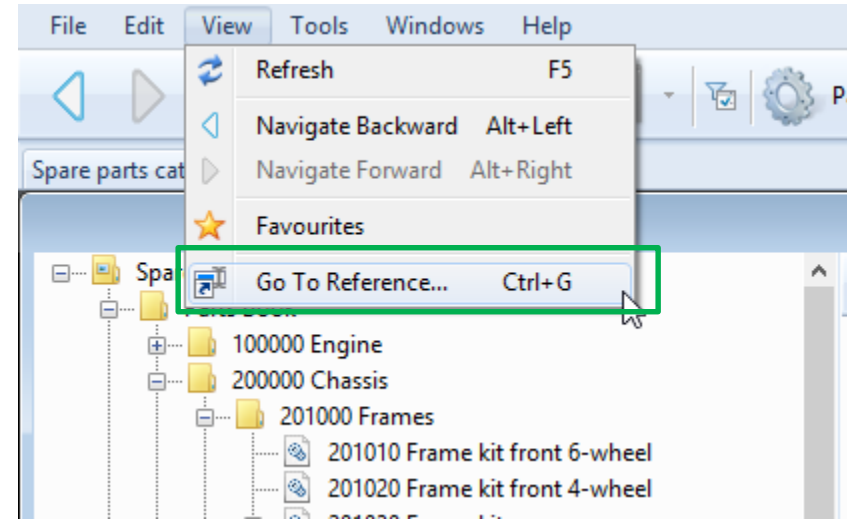 File Edit View Tools Windows Help
Refresh F5
Navigate Backward Alt+Left
Navigate Forward Alt+Right
Spare parts cat
Favourites
Go To Reference... Ctrl+G
Spar
100000 Engine
200000 Chassis
201000 Frames
201010 Frame kit front 6-wheel
201020 Frame kit front 4-wheel